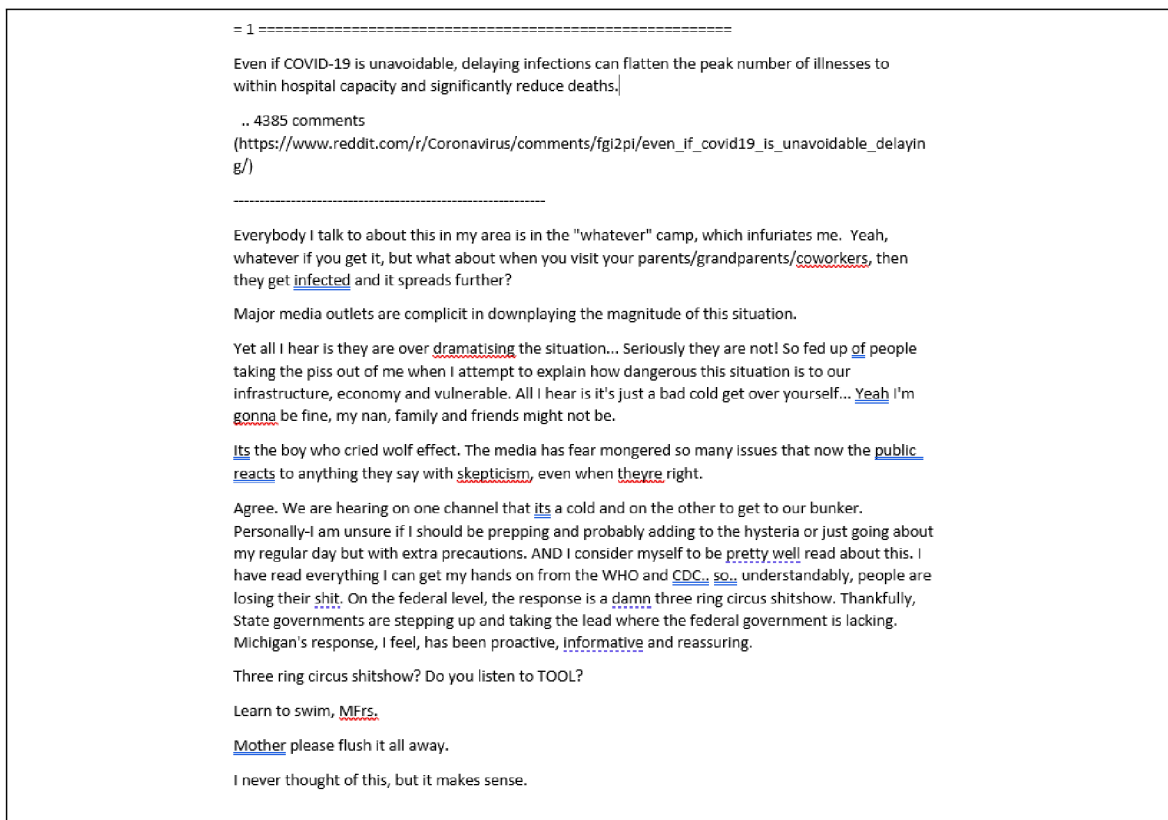 = 1 =========================================================
Even if COVID-19 is unavoidable, delaying infections can flatten the peak number of illnesses to
within hospital capacity and significantly reduce deaths.
.. 4385 comments
(https://www.reddit.com/r/Coronavirus/comments/fgi2pi/even_if_covid19_is_unavoidable_delayin
g/)
------------------------------------------------------------
Everybody I talk to about this in my area is in the "whatever" camp, which infuriates me.  Yeah,
whatever if you get it, but what about when you visit your parents/grandparents/coworkers, then
they get infected and it spreads further?
Major media outlets are complicit in downplaying the magnitude of this situation.
Yet all I hear is they are over dramatising the situation... Seriously they are not! So fed up of people
taking the piss out of me when I attempt to explain how dangerous this situation is to our
infrastructure, economy and vulnerable. All I hear is it's just a bad cold get over yourself... Yeah I'm
gonna be fine, my nan, family and friends might not be.
Its the boy who cried wolf effect. The media has fear mongered so many issues that now the public
reacts to anything they say with skepticism, even when theyre right.
Agree. We are hearing on one channel that its a cold and on the other to get to our bunker.
Personally-I am unsure if I should be prepping and probably adding to the hysteria or just going about
my regular day but with extra precautions. AND I consider myself to be pretty well read about this. I
have read everything I can get my hands on from the WHO and CDC.. so.. understandably, people are
losing their shit. On the federal level, the response is a damn three ring circus shitshow. Thankfully,
State governments are stepping up and taking the lead where the federal government is lacking.
Michigan's response, I feel, has been proactive, informative and reassuring.
Three ring circus shitshow? Do you listen to TOOL?
Learn to swim, MFrs.
Mother please flush it all away.
I never thought of this, but it makes sense.